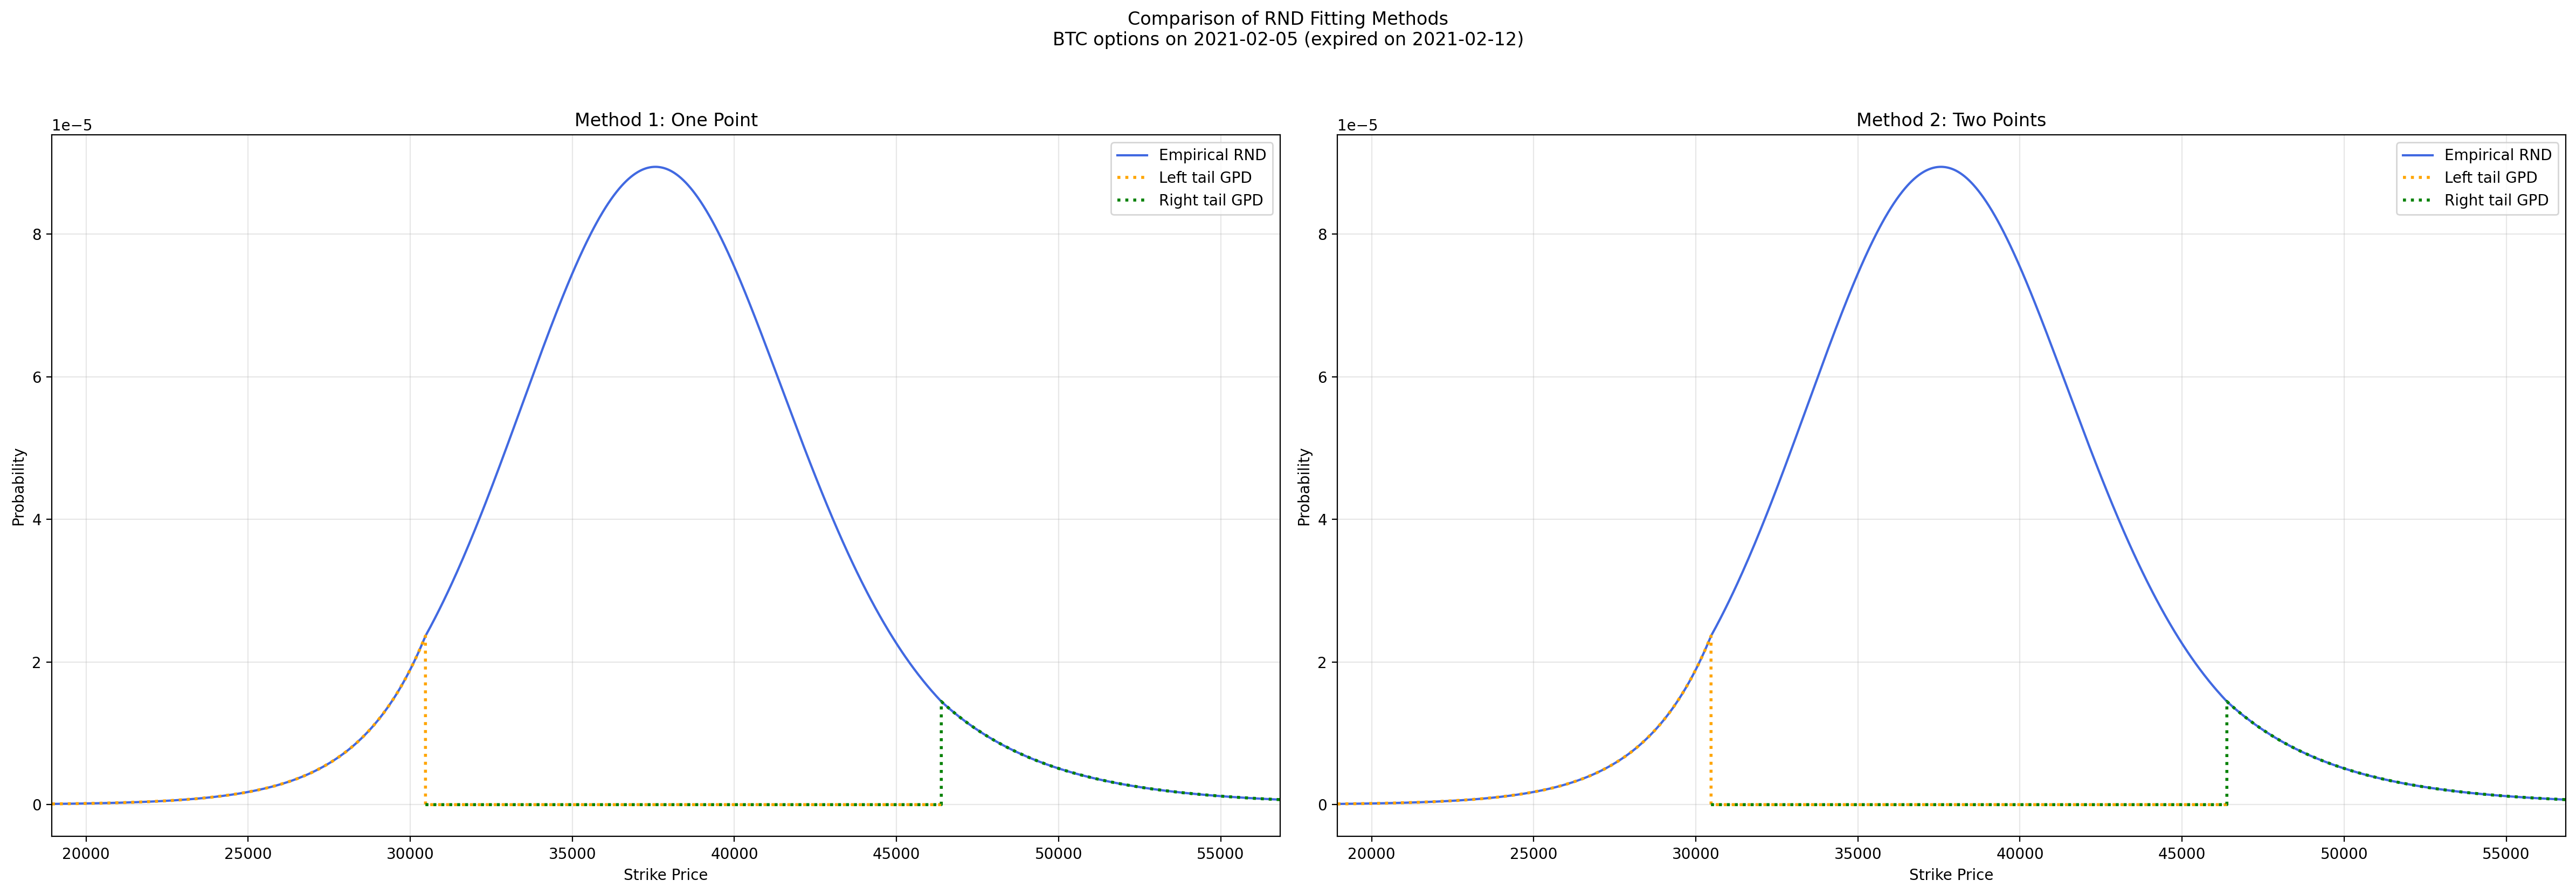 Comparison of RND Fitting Methods
BTC options on 2021-02-05 (expired on 2021-02-12)
Method 1: One Point
1e−5
Empirical RND
Left tail GPD
Right tail GPD
8
6
4
2
0
Probability
20000 25000 30000 35000 40000 45000 50000 55000
Strike Price
Method 2: Two Points
1e−5
Empirical RND
Left tail GPD
Right tail GPD
8
6
4
2
0
Probability
20000 25000 30000 35000 40000 45000 50000 55000
Strike Price